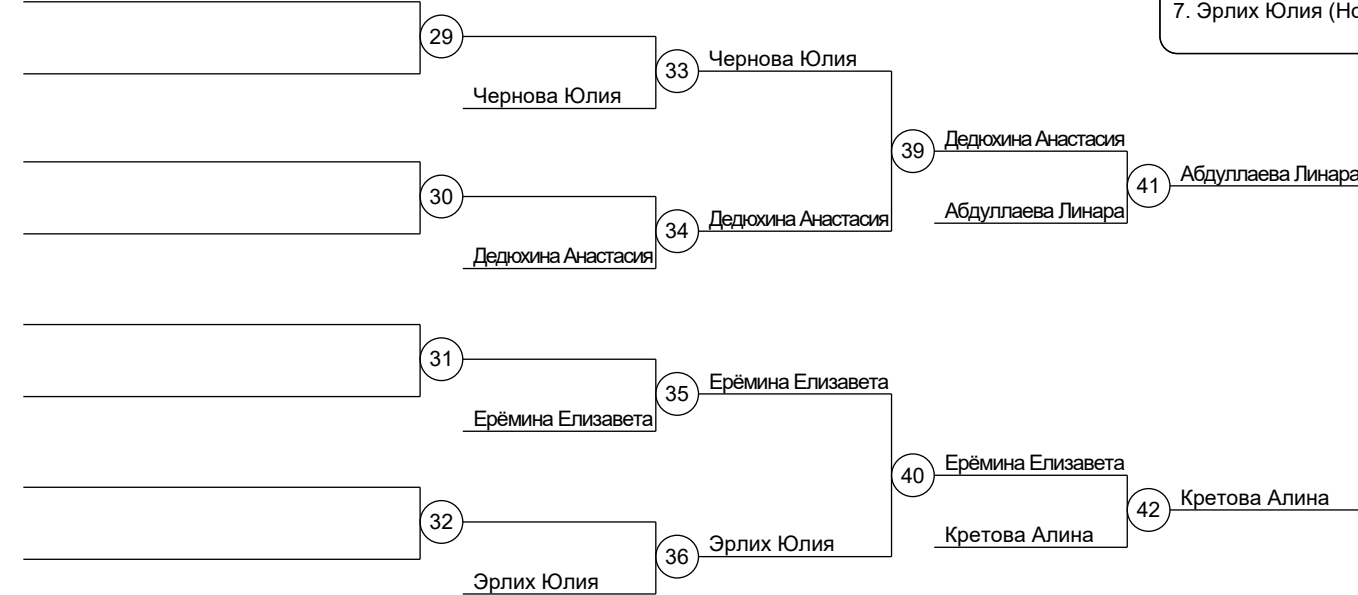 7. Эрлих Юлия (Но
29
33
Чернова Юлия
Чернова Юлия
39
Дедюхина Анастасия
41
Абдуллаева Линара
30
34
Дедюхина Анастасия
Абдуллаева Линара
Дедюхина Анастасия
31
35
Ерёмина Елизавета
Ерёмина Елизавета
40
Ерёмина Елизавета
42
Кретова Алина
32
36
Эрлих Юлия
Кретова Алина
Эрлих Юлия